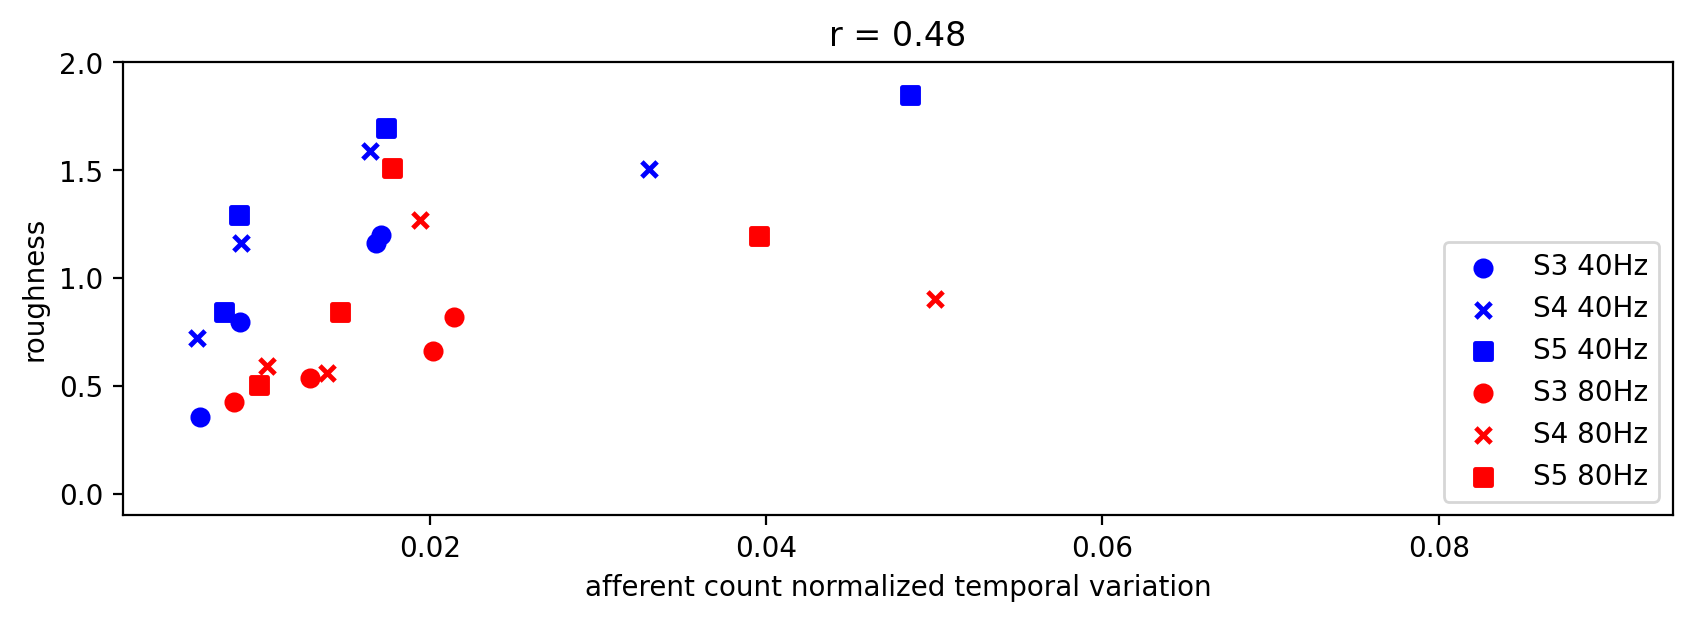 r = 0.48
2.0
1.5
1.0
0.5
0.0
roughness
0.02
0.04
0.06
0.08
afferent count normalized temporal variation
S3 40Hz
S4 40Hz
S5 40Hz
S3 80Hz
S4 80Hz
S5 80Hz